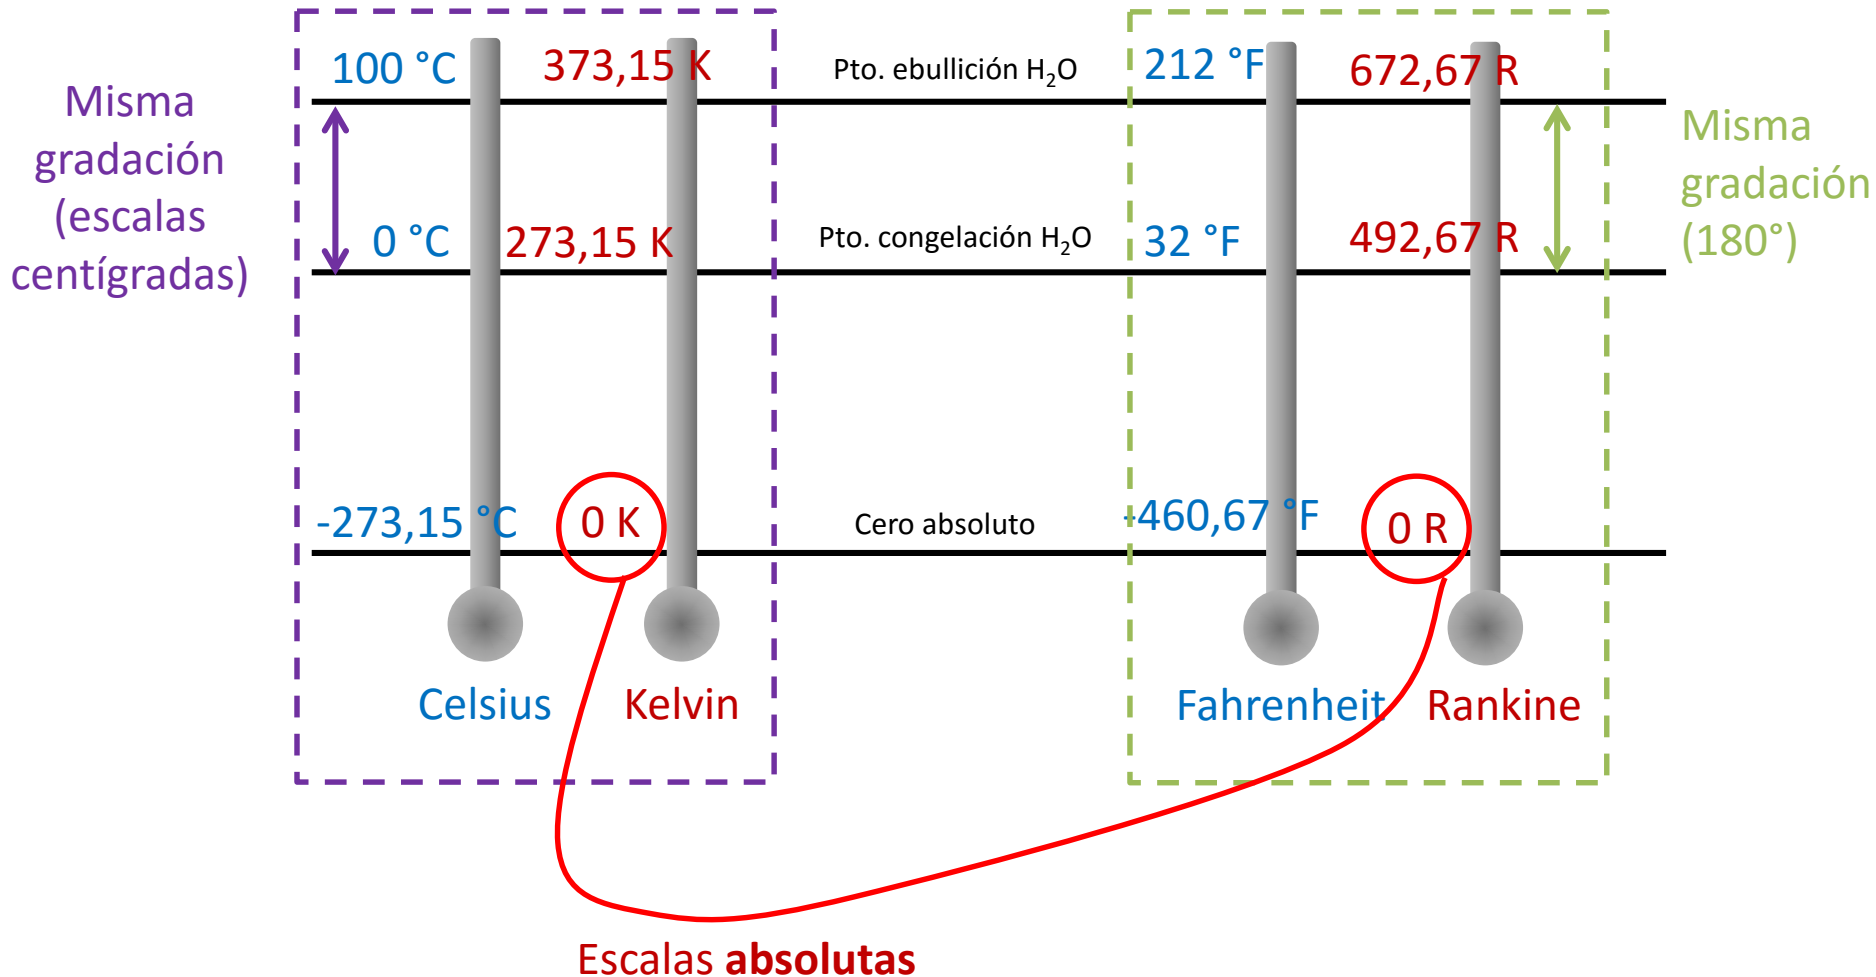 100 °C
373,15 K
Pto. ebullición H₂O
212 °F
672,67 R
Misma
gradación
(escalas
centígradas)
Misma
gradación
(180°)
0 °C
273,15 K
Pto. congelación H₂O
32 °F
492,67 R
-273,15 °C
0 K
Cero absoluto
-460,67 °F
0 R
Celsius
Kelvin
Fahrenheit
Rankine
Escalas absolutas